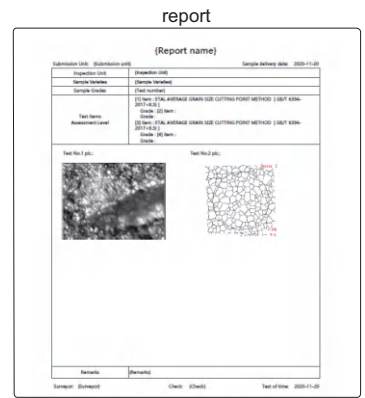 report
{Report name}
Submission Unit: {Submission unit} Sample delivery date: 2020-11-20
Inspection Unit {Inspection Unit}
Sample Varieties {Sample Varieties}
Sample Grades {Test number}
[1] Item : ETAL AVERAGE GRAIN SIZE CUTTING POINT METHOD [ GB/T 6394-
2017>8.3) ]
Grade : [2] Item :
Test Items
Assessment Level
Grade :
[3] Item : ETAL AVERAGE GRAIN SIZE CUTTING POINT METHOD [ GB/T 6394-
2017>8.3) ]
Grade : [4] Item :
Grade :
Test No.1 pic.: Test No.2 pic.:
Remarks {Remarks}
Surveyor: {Surveyor} Check: {Check} Test of time: 2020-11-20